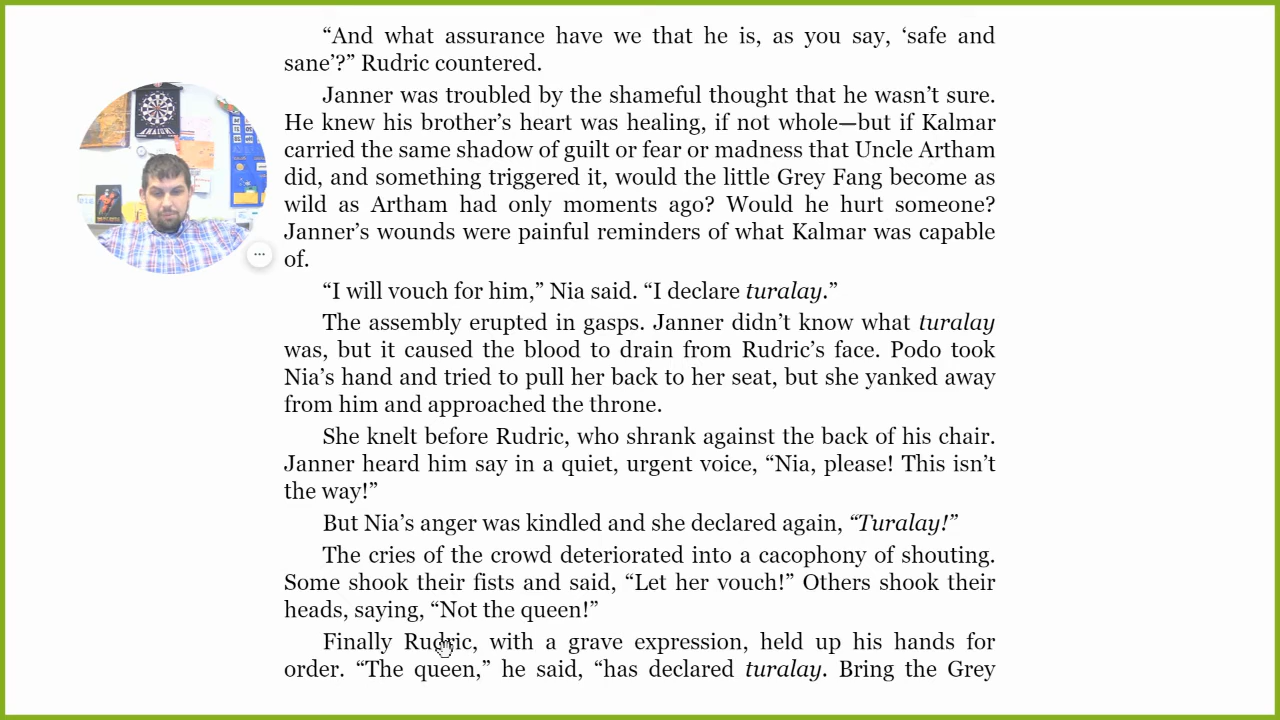 “And what assurance have we that he is, as you say, ‘safe and
sane’?” Rudric countered.
Janner was troubled by the shameful thought that he wasn’t sure.
He knew his brother’s heart was healing, if not whole—but if Kalmar
carried the same shadow of guilt or fear or madness that Uncle Artham
did, and something triggered it, would the little Grey Fang become as
wild as Artham had only moments ago? Would he hurt someone?
Janner’s wounds were painful reminders of what Kalmar was capable
of.
“I will vouch for him,” Nia said. “I declare turalay.”
The assembly erupted in gasps. Janner didn’t know what turalay
was, but it caused the blood to drain from Rudric’s face. Podo took
Nia’s hand and tried to pull her back to her seat, but she yanked away
from him and approached the throne.
She knelt before Rudric, who shrank against the back of his chair.
Janner heard him say in a quiet, urgent voice, “Nia, please! This isn’t
the way!”
But Nia’s anger was kindled and she declared again, “Turalay!”
The cries of the crowd deteriorated into a cacophony of shouting.
Some shook their fists and said, “Let her vouch!” Others shook their
heads, saying, “Not the queen!”
Finally Rudric, with a grave expression, held up his hands for
order. “The queen,” he said, “has declared turalay. Bring the Grey